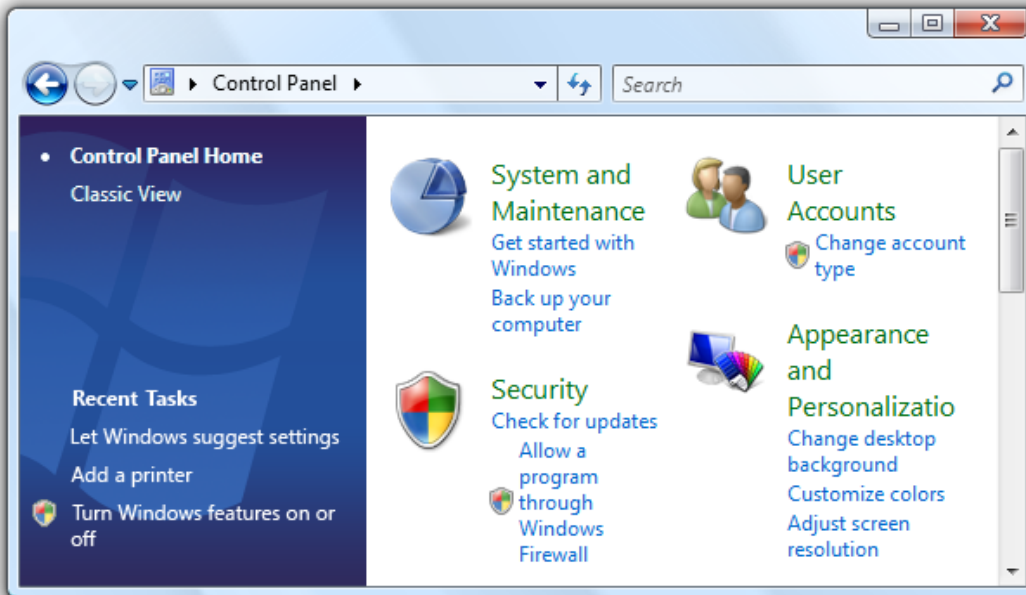 Control Panel
Search
Control Panel Home
Classic View
Recent Tasks
Let Windows suggest settings
Add a printer
Turn Windows features on or
off
System and
Maintenance
Get started with
Windows
Back up your
computer
Security
Check for updates
Allow a
program
through
Windows
Firewall
User
Accounts
Change account
type
Appearance
and
Personalizatio
Change desktop
background
Customize colors
Adjust screen
resolution